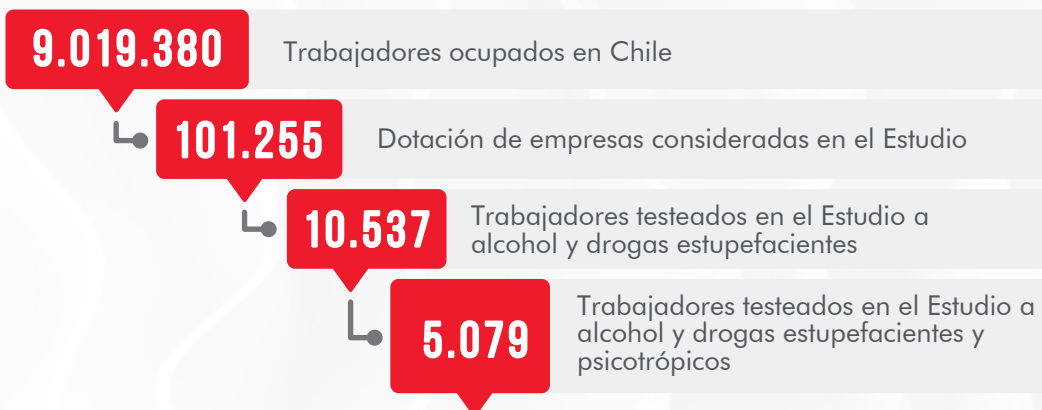 9.019.380
Trabajadores ocupados en Chile
101.255
Dotación de empresas consideradas en el Estudio
10.537
Trabajadores testeados en el Estudio a
alcohol y drogas estupefacientes
5.079
Trabajadores testeados en el Estudio a
alcohol y drogas estupefacientes y
psicotrópicos